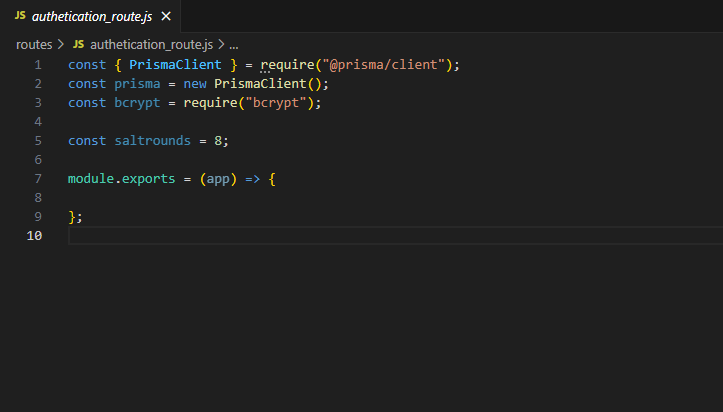 JS authetication_route.js ×
routes > JS authetication_route.js > ...
1 const { PrismaClient } = require("@prisma/client");
2 const prisma = new PrismaClient();
3 const bcrypt = require("bcrypt");
4
5 const saltrounds = 8;
6
7 module.exports = (app) => {
8
9 };
10